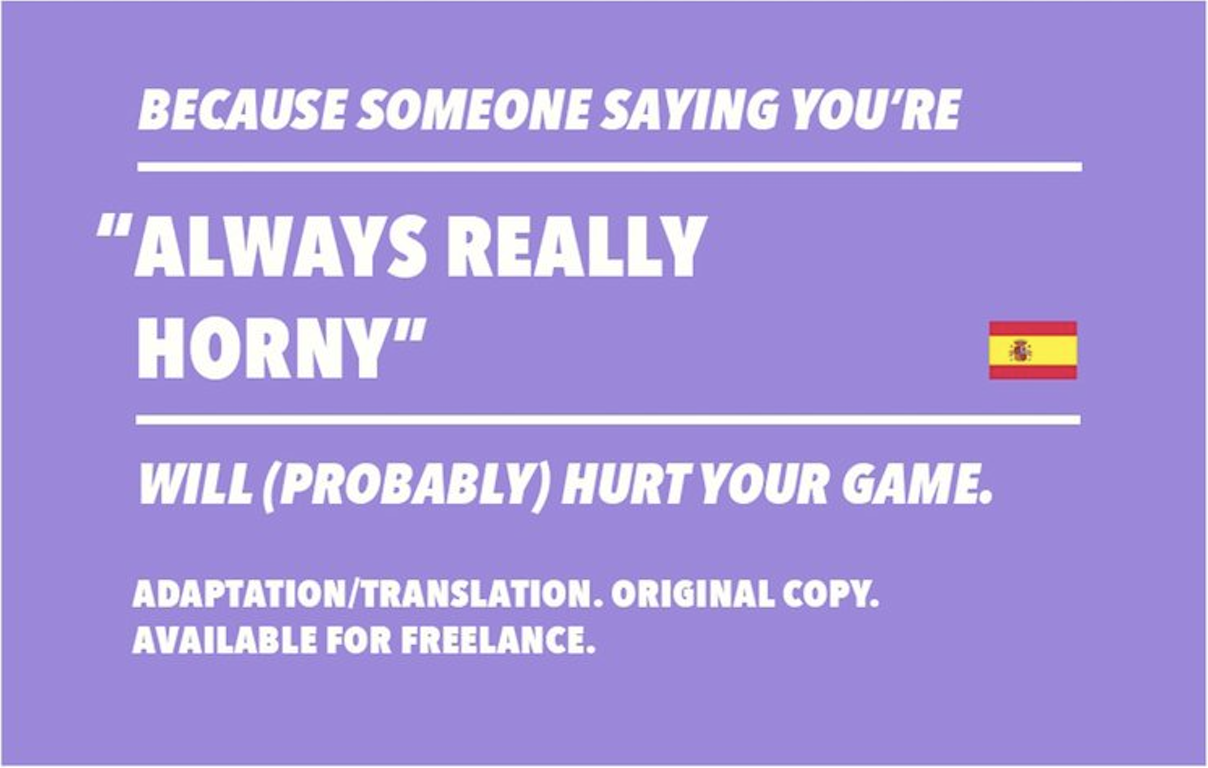 BECAUSE SOMEONE SAYING YOU'RE
"ALWAYS REALLY
HORNY"
WILL (PROBABLY) HURT YOUR GAME.
ADAPTATION/TRANSLATION. ORIGINAL COPY.
AVAILABLE FOR FREELANCE.